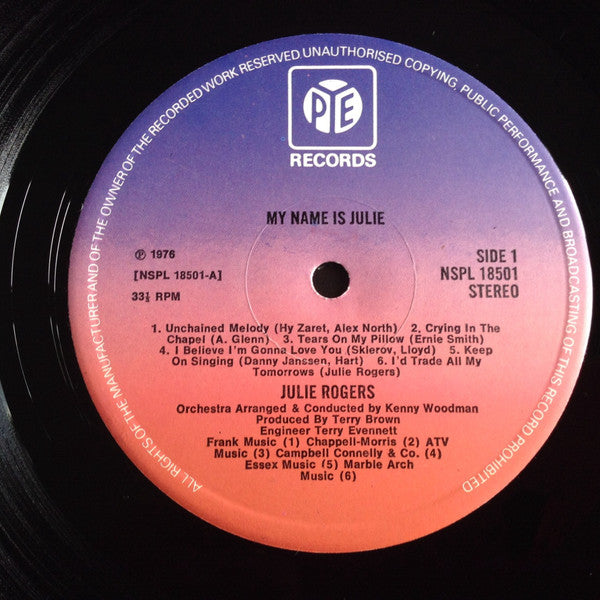 ALL RIGHTS OF THE MANUFACTURER AND OF THE OWNER OF THE RECORDED WORK RESERVED. UNAUTHORISED COPYING, PUBLIC PERFORMANCE AND BROADCASTING OF THIS RECORD PROHIBITED
PYE
RECORDS
MY NAME IS JULIE
℗ 1976
[NSPL 18501-A]
33⅓ RPM
SIDE 1
NSPL 18501
STEREO
1. Unchained Melody (Hy Zaret, Alex North) 2. Crying In The
Chapel (A. Glenn) 3. Tears On My Pillow (Ernie Smith)
4. I Believe I'm Gonna Love You (Sklerov, Lloyd) 5. Keep
On Singing (Danny Janssen, Hart) 6. I'd Trade All My
Tomorrows (Julie Rogers)
JULIE ROGERS
Orchestra Arranged & Conducted by Kenny Woodman
Produced By Terry Brown
Engineer Terry Evennett
Frank Music (1) Chappell-Morris (2) ATV
Music (3) Campbell Connelly & Co. (4)
Essex Music (5) Marble Arch
Music (6)